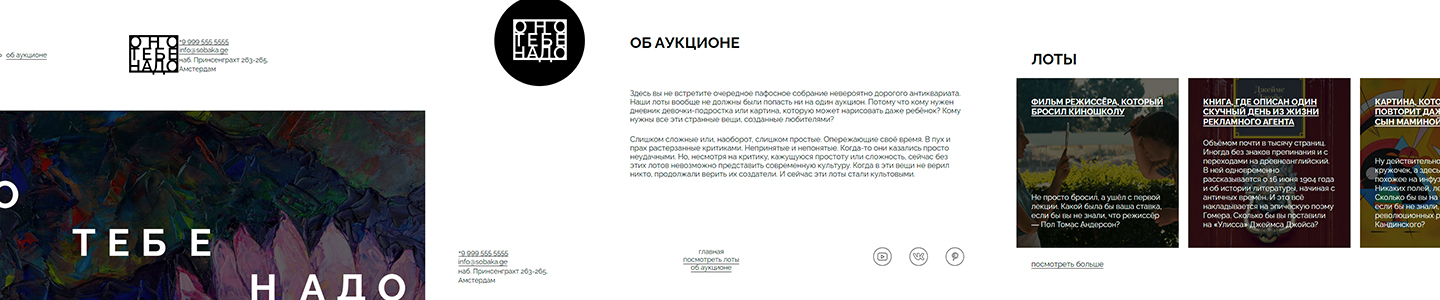 об аукционе
ОНО
ТЕБЕ
НАДО
+9 999 555 5555
info@sobaka.ge
наб. Принсенграхт 263-265,
Амстердам
О
ТЕБЕ
НАДО
ОНО
ТЕБЕ
НАДО
ОБ АУКЦИОНЕ
Здесь вы не встретите очередное пафосное собрание невероятно дорогого антиквариата.
Наши лоты вообще не должны были попасть ни на один аукцион. Потому что кому нужен
дневник девочки-подростка или картина, которую может нарисовать даже ребёнок? Кому
нужны все эти странные вещи, созданные любителями?
Слишком сложные или, наоборот, слишком простые. Опережающие своё время. В пух и
прах растерзанные критиками. Непринятые и непонятые. Когда-то они казались просто
неудачными. Но, несмотря на критику, кажущуюся простоту или сложность, сейчас без
этих лотов невозможно представить современную культуру. Когда в эти вещи не верил
никто, продолжали верить их создатели. И сейчас эти лоты стали культовыми.
+9 999 555 5555
info@sobaka.ge
наб. Принсенграхт 263-265,
Амстердам
главная
посмотреть лоты
об аукционе
ЛОТЫ
ФИЛЬМ РЕЖИССЁРА, КОТОРЫЙ
БРОСИЛ КИНОШКОЛУ
Не просто бросил, а ушёл с первой
лекции. Какой была бы ваша ставка,
если бы вы не знали, что режиссёр
— Пол Томас Андерсон?
КНИГА, ГДЕ ОПИСАН ОДИН
СКУЧНЫЙ ДЕНЬ ИЗ ЖИЗНИ
РЕКЛАМНОГО АГЕНТА
Объёмом почти в тысячу страниц.
Иногда без знаков препинания и с
переходами на древнеанглийский.
В ней одновременно
рассказывается о 16 июня 1904 года
и об истории литературы, начиная с
античных времён. И это всё
накладывается на эпическую поэму
Гомера. Сколько бы вы поставили
на «Улисса» Джеймса Джойса?
КАРТИНА, КОТО
ПОВТОРИТ ДАЖ
СЫН МАМИНОЙ
Ну действительно
кружочек, а здесь
похожее на инфуз
Никаких полей, ле
Сколько бы вы на
если бы не знали,
революционных р
Кандинского?
посмотреть больше